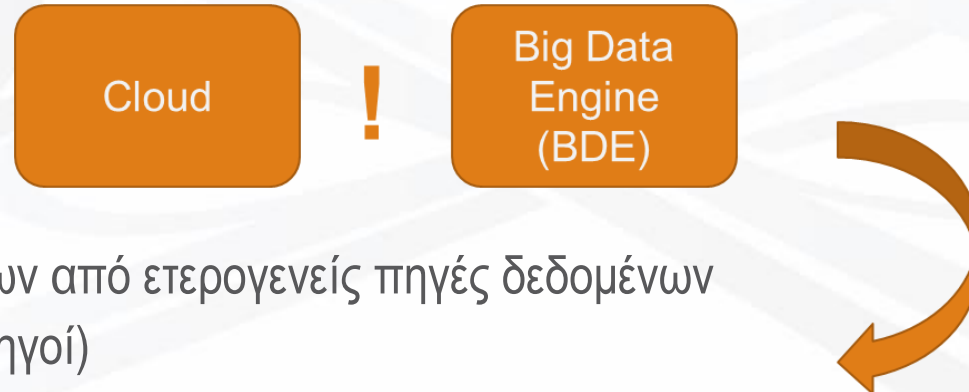 Cloud
!
Big Data
Engine
(BDE)
ων από ετερογενείς πηγές δεδομένων
ηγοί)